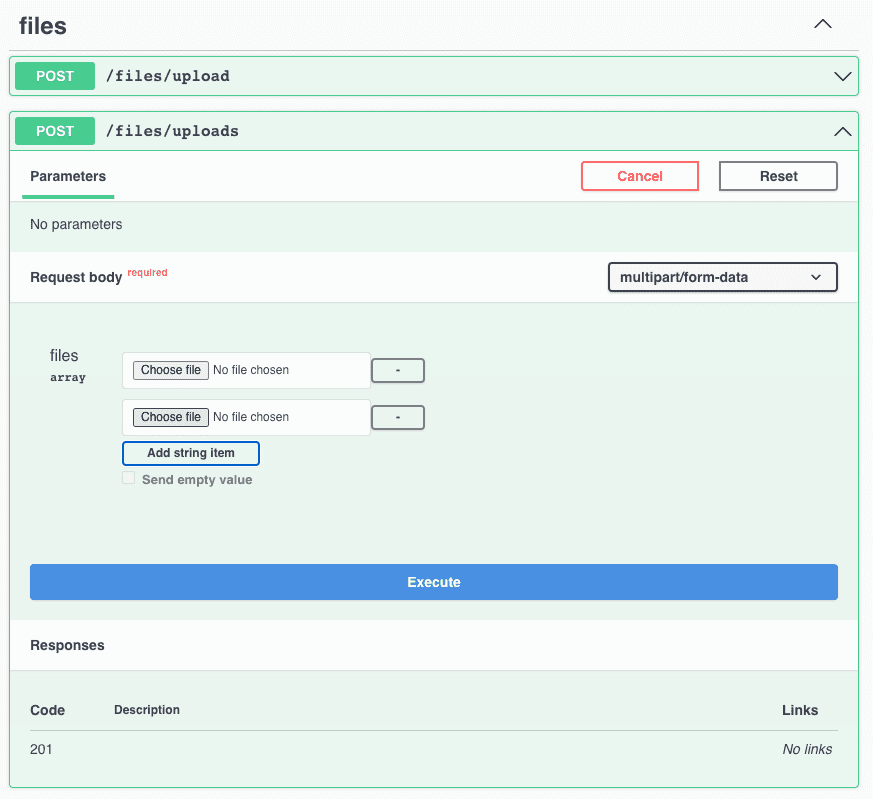 files
POST /files/upload
POST /files/uploads
Parameters Cancel Reset
No parameters
Request body required multipart/form-data
files
array
Choose file No file chosen -
Choose file No file chosen -
Add string item
Send empty value
Execute
Responses
Code Description Links
201 No links